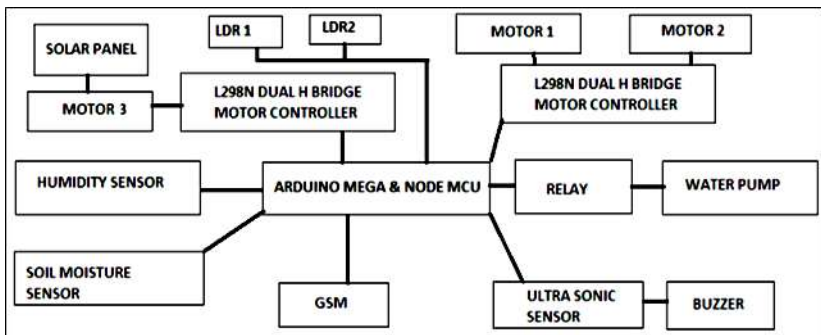 LDR 1
LDR2
MOTOR 1
MOTOR 2
SOLAR PANEL
L298N DUAL H BRIDGE
MOTOR CONTROLLER
L298N DUAL H BRIDGE
MOTOR CONTROLLER
MOTOR 3
HUMIDITY SENSOR
ARDUINO MEGA & NODE MCU
RELAY
WATER PUMP
SOIL MOISTURE
SENSOR
GSM
ULTRA SONIC
SENSOR
BUZZER